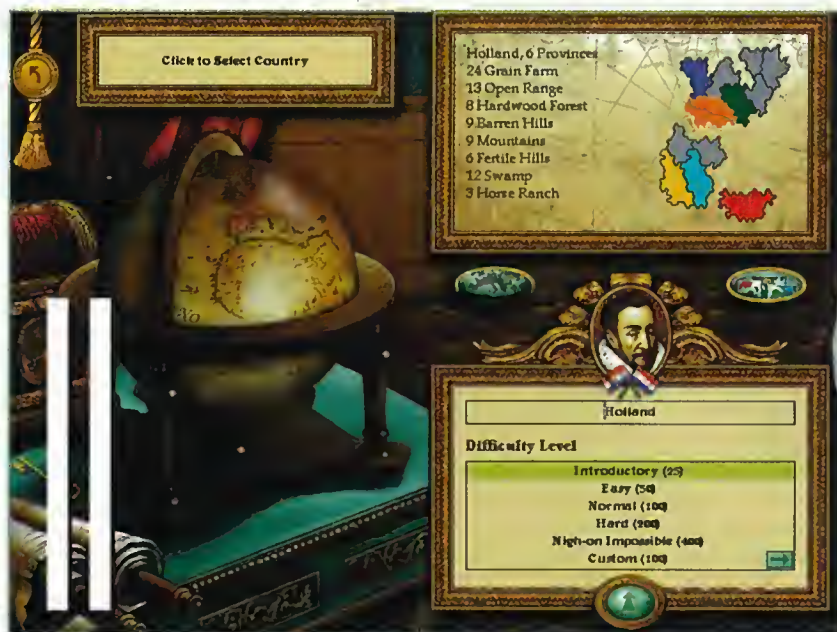 Click to Select Country
Holland, 6 Provinces
24 Grain Farm
13 Open Range
8 Hardwood Forest
9 Barren Hills
9 Mountains
6 Fertile Hills
12 Swamp
3 Horse Ranch
Holland
Difficulty Level
Introductory (25)
Easy (50)
Normal (100)
Hard (200)
Nigh-on Impossible (400)
Custom (100)